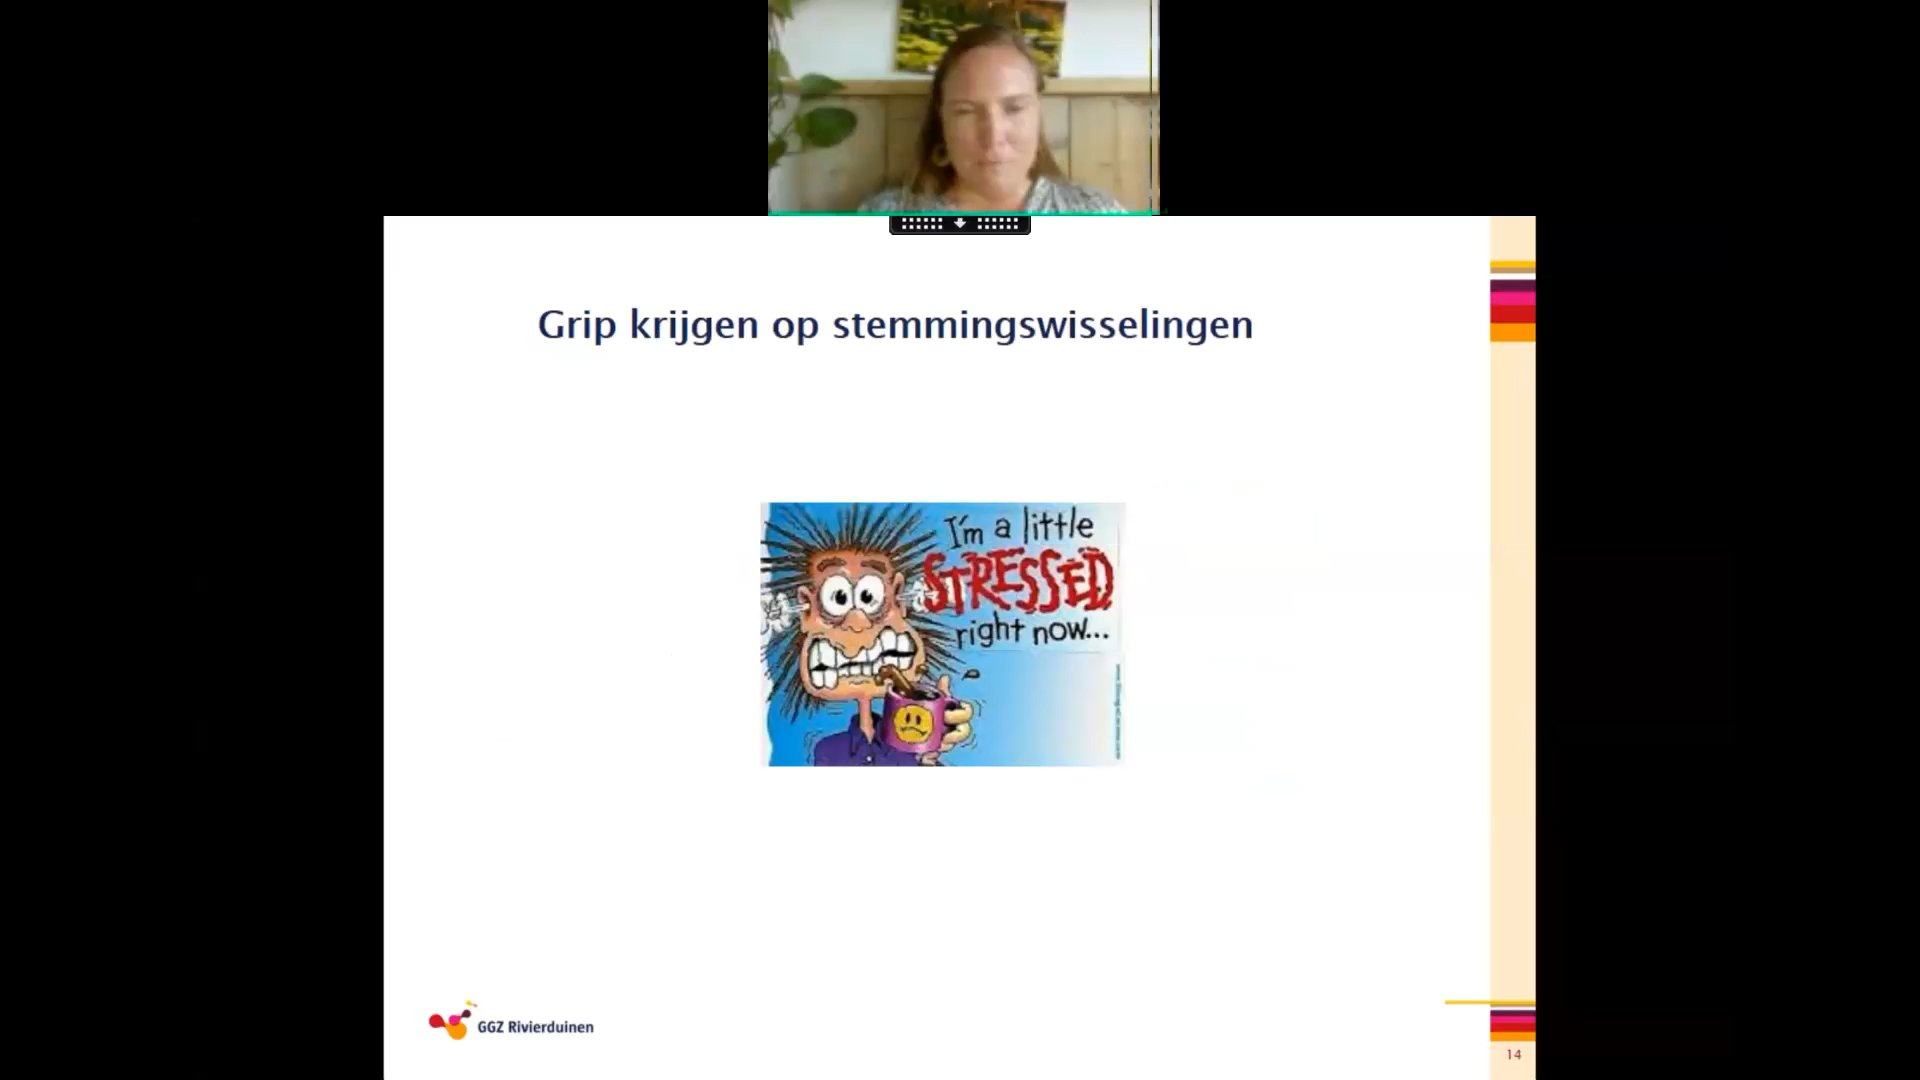 Grip krijgen op stemmingswisselingen
I'm a little
STRESSED
right now...
GGZ Rivierduinen
14